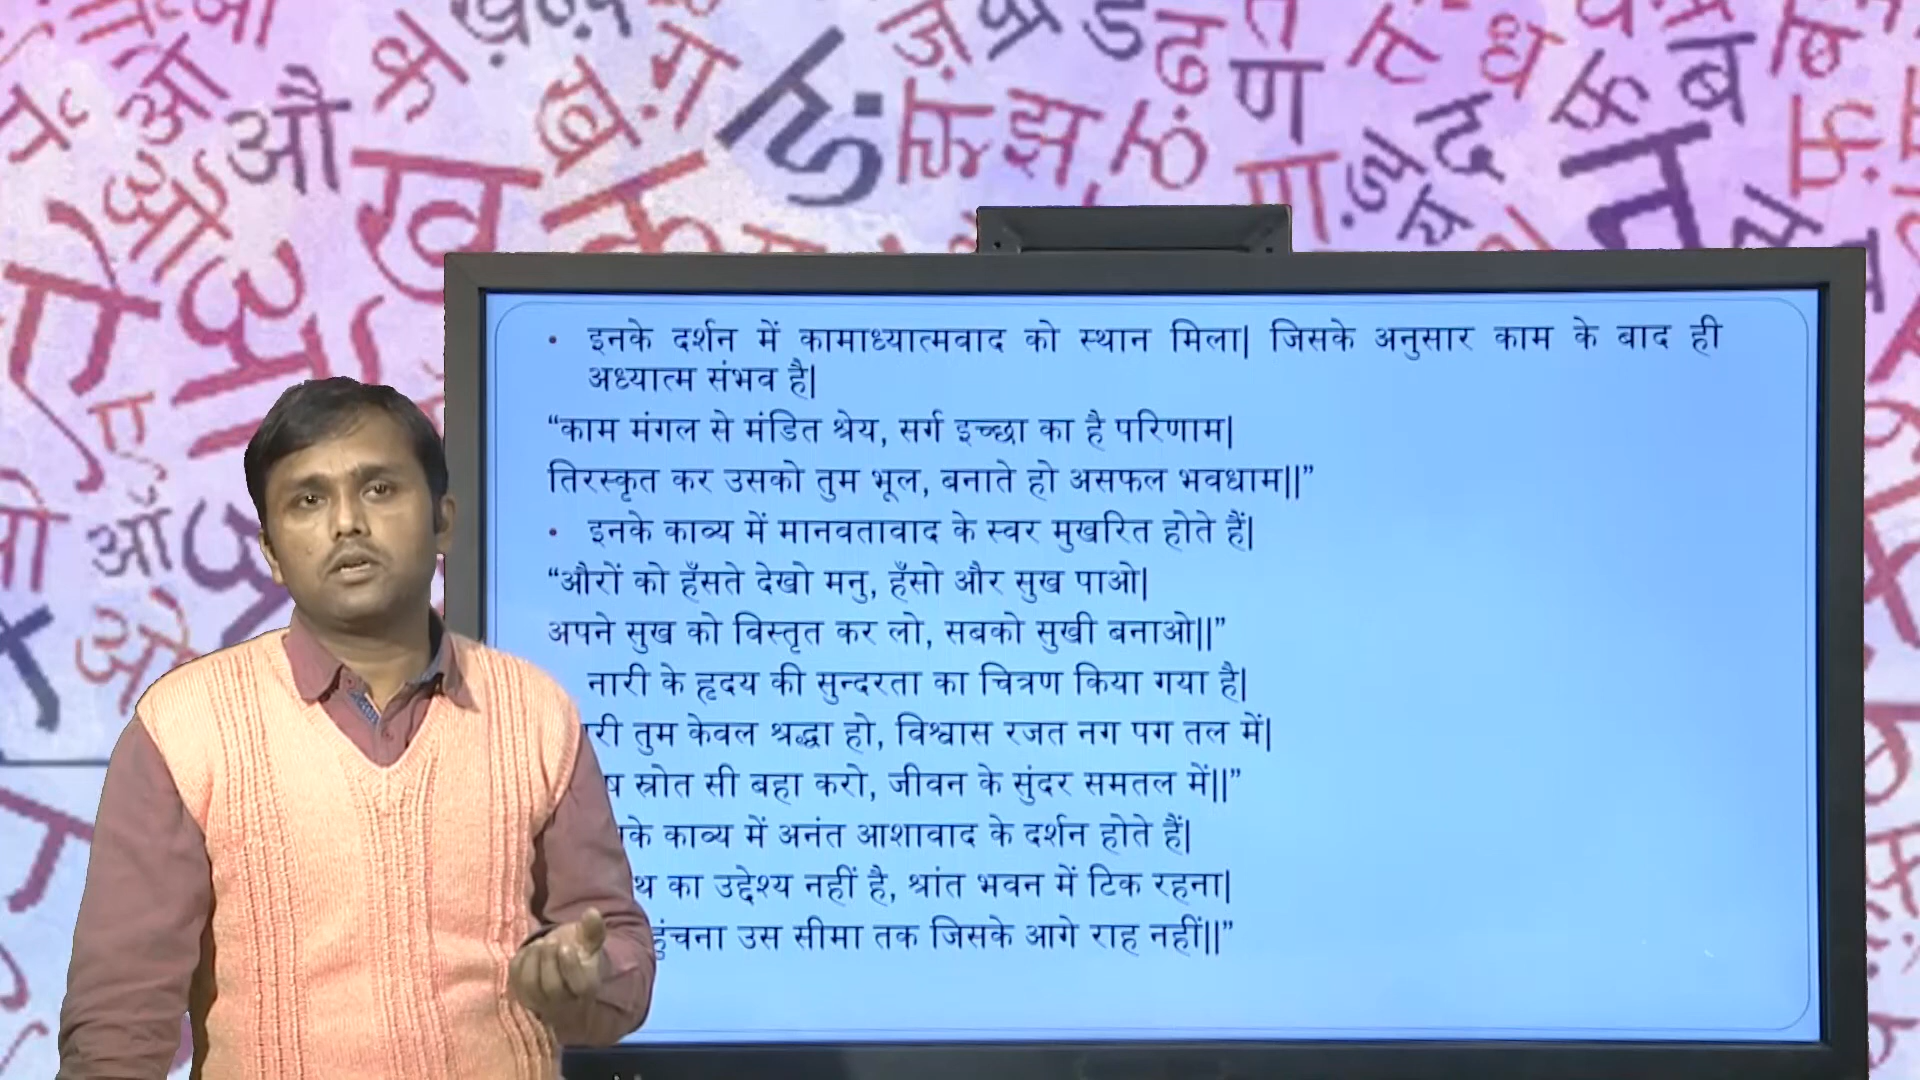 इनके दर्शन में कामाध्यात्मवाद को स्थान मिला| जिसके अनुसार काम के बाद ही
अध्यात्म संभव है|
“काम मंगल से मंडित श्रेय, सर्ग इच्छा का है परिणाम|
तिरस्कृत कर उसको तुम भूल, बनाते हो असफल भवधाम||”
इनके काव्य में मानवतावाद के स्वर मुखरित होते हैं|
“औरों को हँसते देखो मनु, हँसो और सुख पाओ|
अपने सुख को विस्तृत कर लो, सबको सुखी बनाओ||”
नारी के हृदय की सुन्दरता का चित्रण किया गया है|
तुम केवल श्रद्धा हो, विश्वास रजत नग पग तल में|
स्रोत सी बहा करो, जीवन के सुंदर समतल में||”
काव्य में अनंत आशावाद के दर्शन होते हैं|
का उद्देश्य नहीं है, श्रांत भवन में टिक रहना|
उस सीमा तक जिसके आगे राह नहीं||”